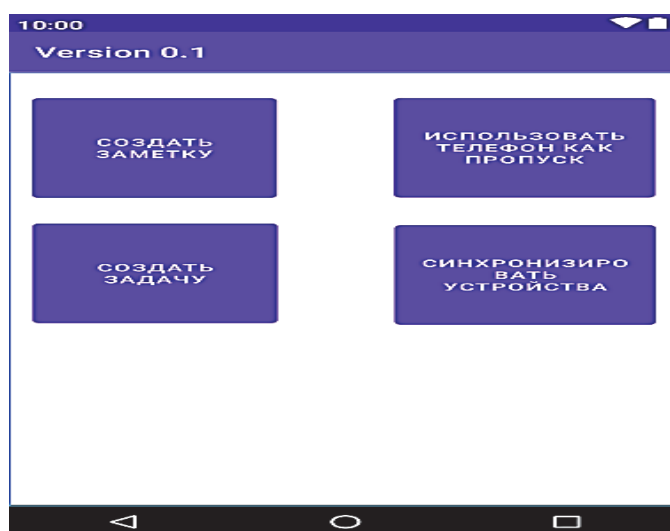 10:00
Version 0.1
СОЗДАТЬ
ЗАМЕТКУ
ИСПОЛЬЗОВАТЬ
ТЕЛЕФОН КАК
ПРОПУСК
СОЗДАТЬ
ЗАДАЧУ
СИНХРОНИЗИРО
ВАТЬ
УСТРОЙСТВА